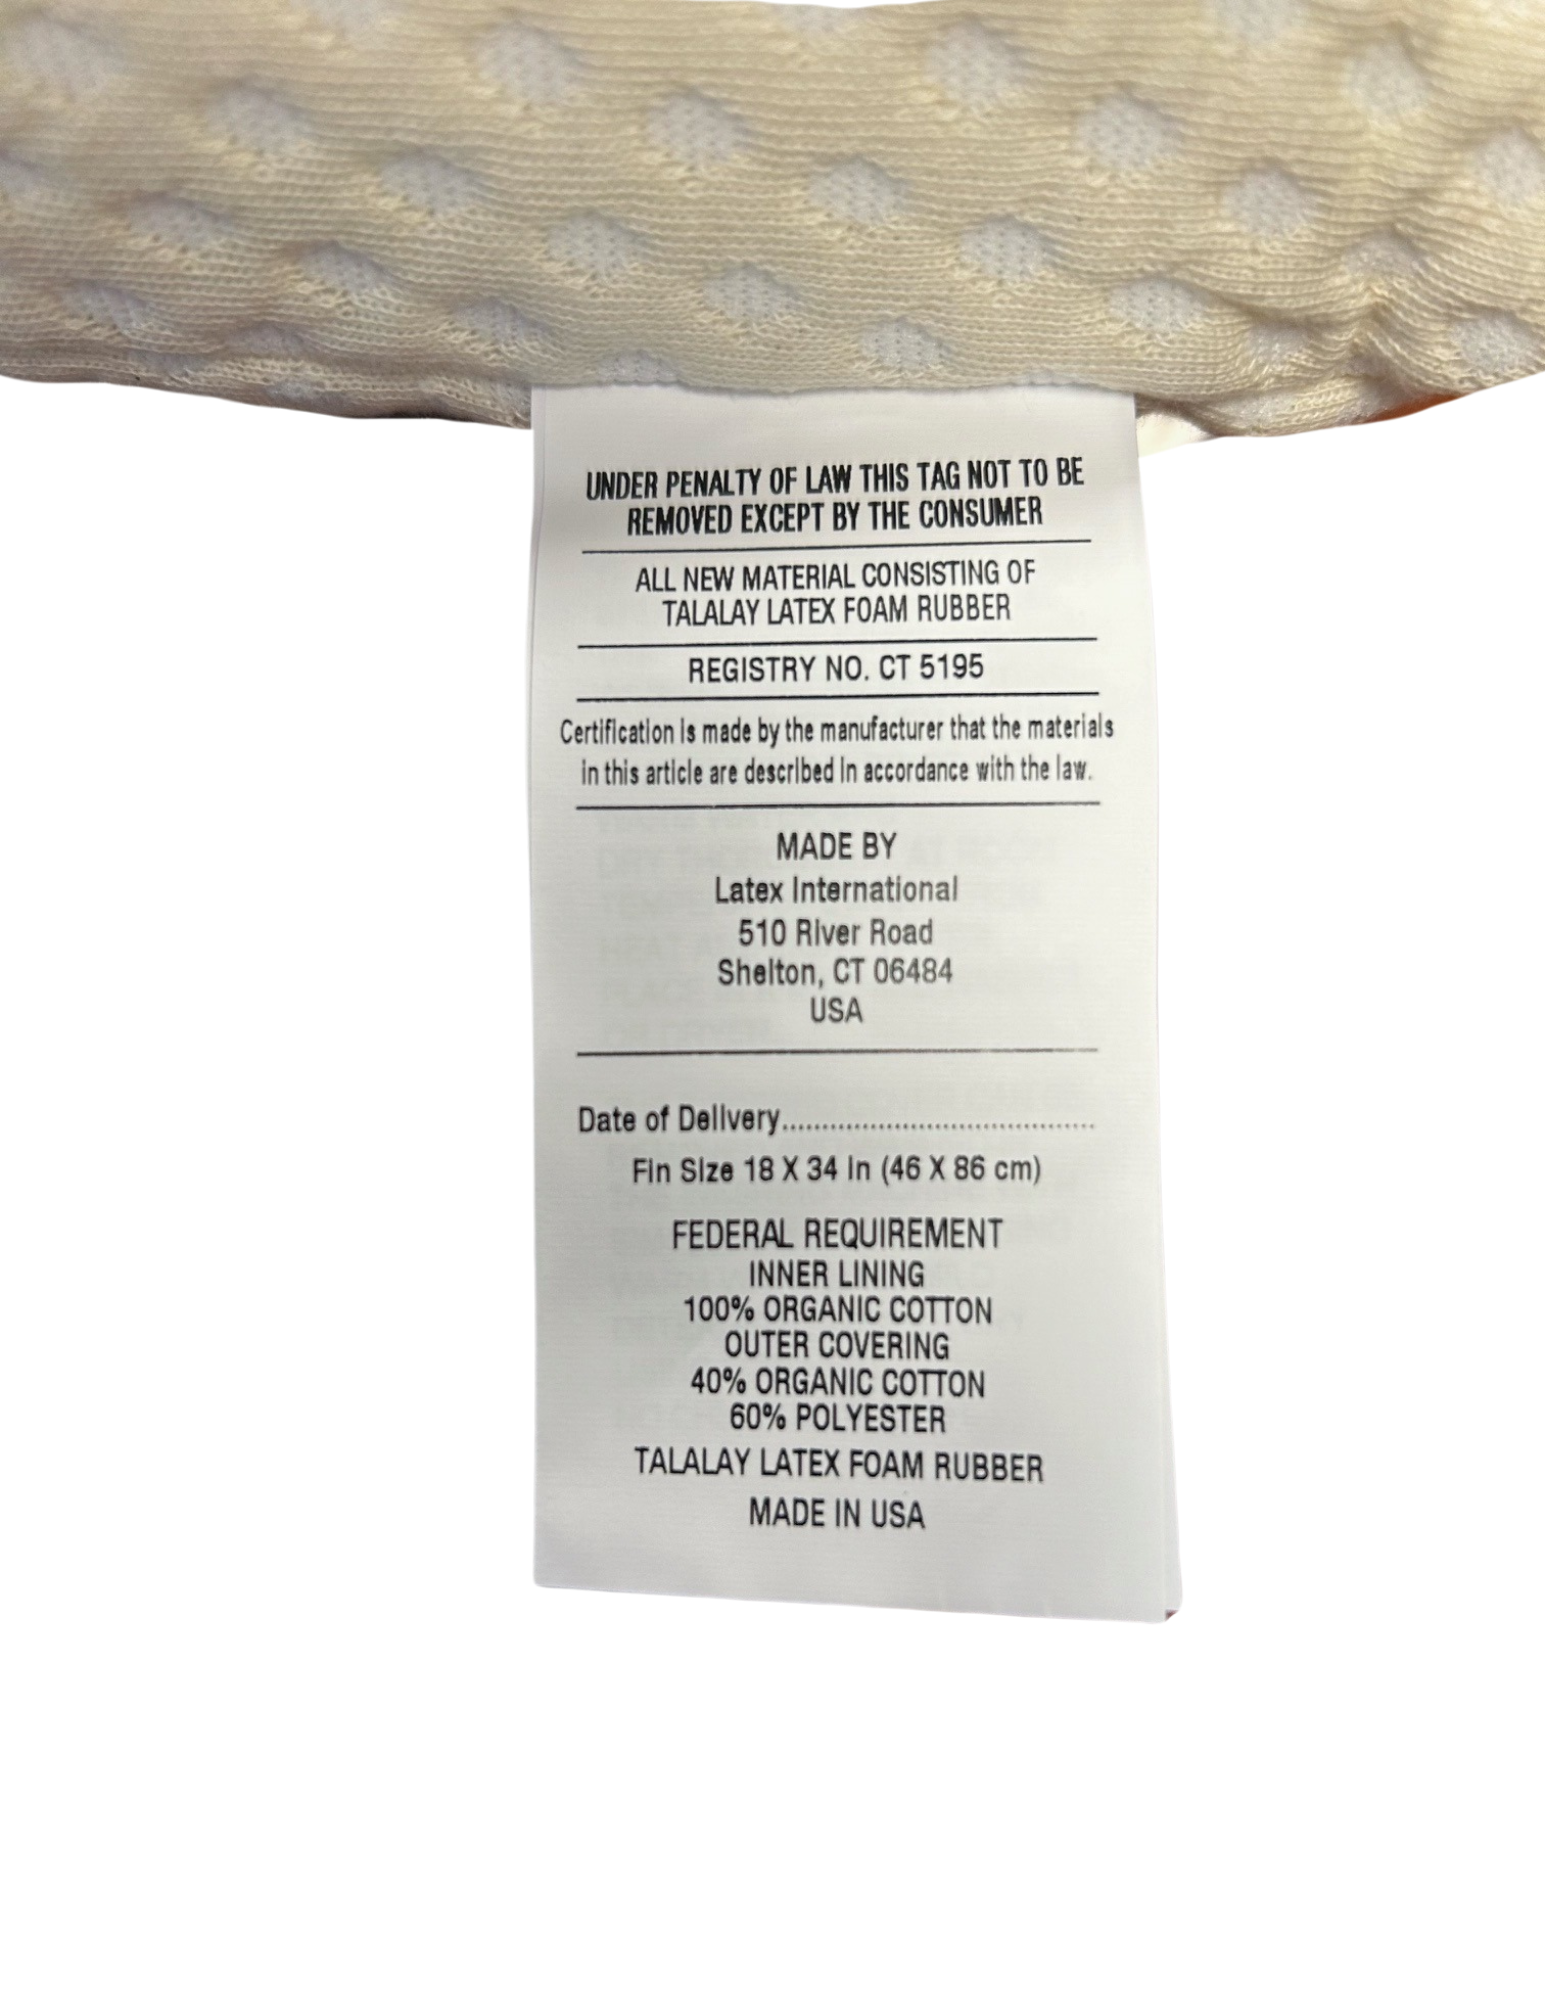 UNDER PENALTY OF LAW THIS TAG NOT TO BE
REMOVED EXCEPT BY THE CONSUMER
ALL NEW MATERIAL CONSISTING OF
TALALAY LATEX FOAM RUBBER
REGISTRY NO. CT 5195
Certification is made by the manufacturer that the materials
in this article are described in accordance with the law.
MADE BY
Latex International
510 River Road
Shelton, CT 06484
USA
Date of Delivery.......................................
Fin Size 18 X 34 in (46 X 86 cm)
FEDERAL REQUIREMENT
INNER LINING
100% ORGANIC COTTON
OUTER COVERING
40% ORGANIC COTTON
60% POLYESTER
TALALAY LATEX FOAM RUBBER
MADE IN USA